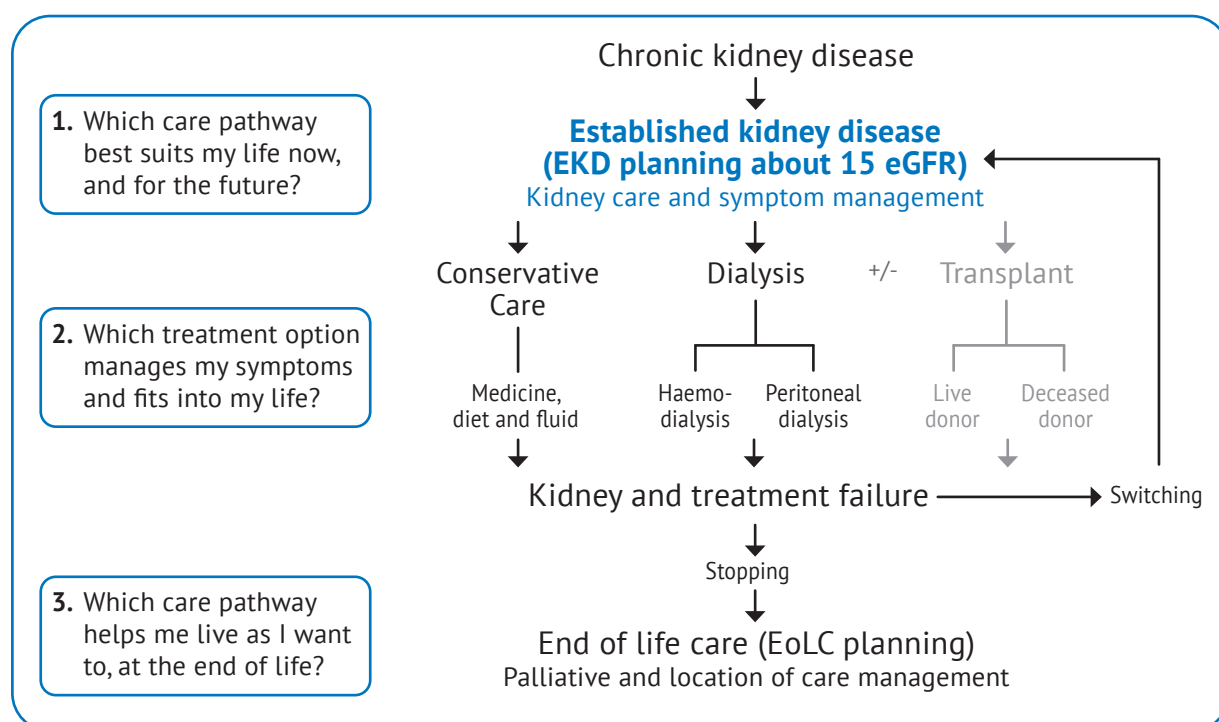 Chronic kidney disease
1. Which care pathway
best suits my life now,
and for the future?
Established kidney disease
(EKD planning about 15 eGFR)
Kidney care and symptom management
Conservative
Care
Dialysis
+/-
Transplant
2. Which treatment option
manages my symptoms
and fits into my life?
Medicine,
diet and fluid
Haemo-
dialysis
Peritoneal
dialysis
Live
donor
Deceased
donor
Kidney and treatment failure
Switching
Stopping
3. Which care pathway
helps me live as I want
to, at the end of life?
End of life care (EoLC planning)
Palliative and location of care management